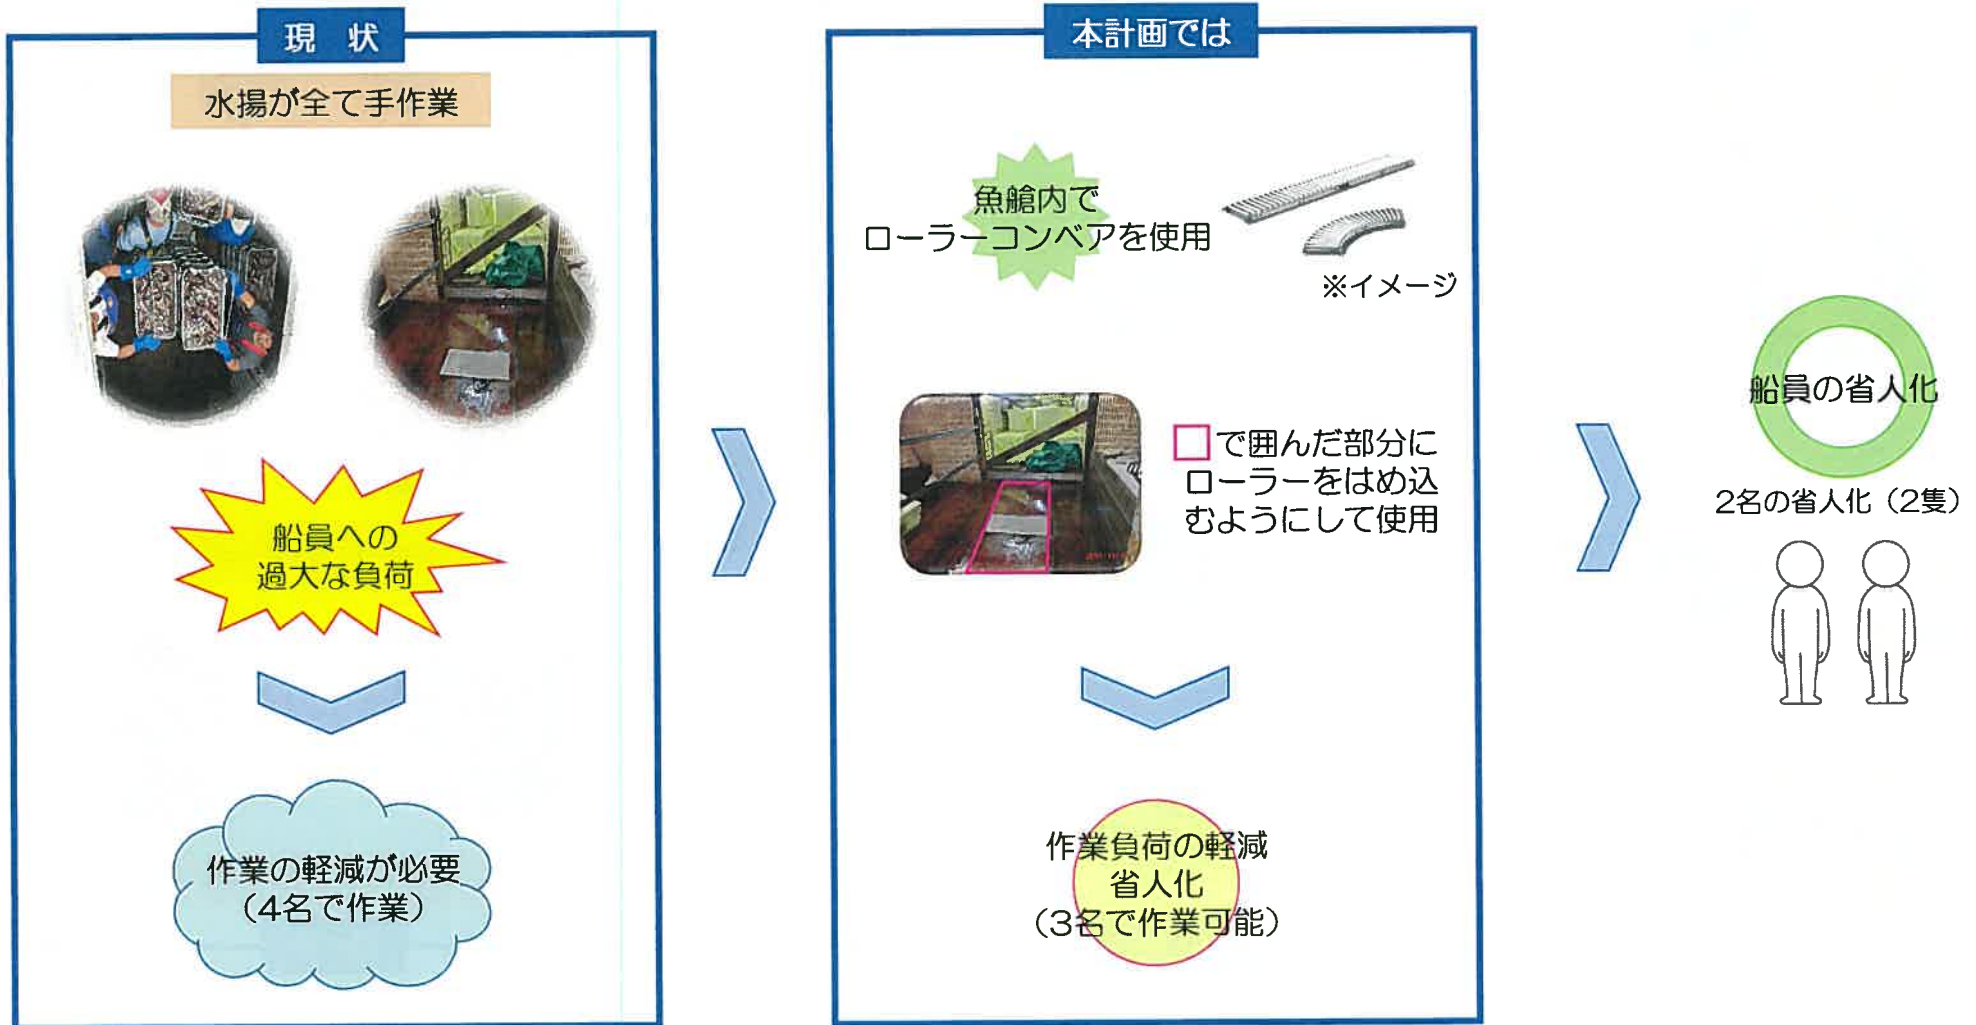 現 状
水揚が全て手作業
船員への
過大な負荷
作業の軽減が必要
(4名で作業)
本計画では
魚艙内で
ローラーコンベアを使用
※イメージ
□で囲んだ部分に
ローラーをはめ込
むようにして使用
作業負荷の軽減
省人化
(3名で作業可能)
船員の省人化
2名の省人化(2隻)